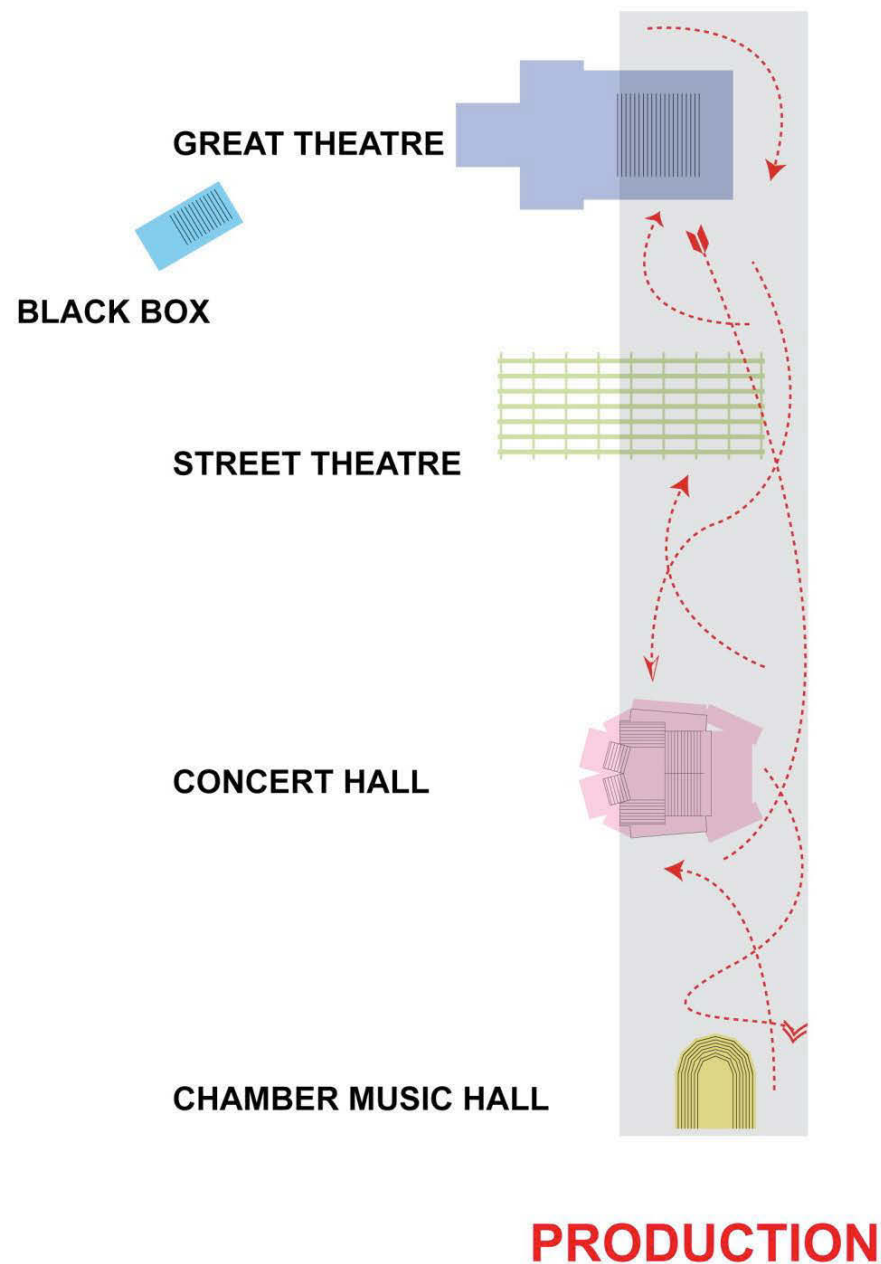 GREAT THEATRE
BLACK BOX
STREET THEATRE
CONCERT HALL
CHAMBER MUSIC HALL
PRODUCTION